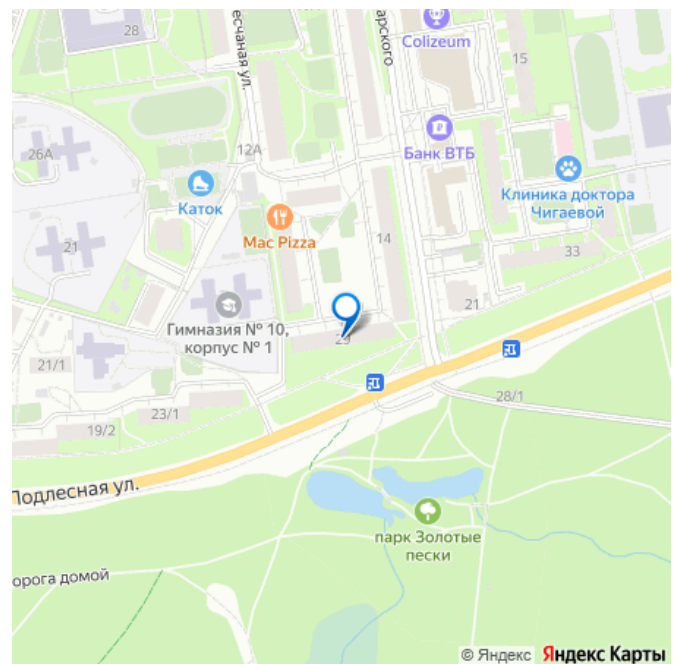 28
есчаная ул.
арского
Colizeum
15
26А
12А
Банк ВТБ
Каток
Клиника доктора
Чигаевой
Mac Pizza
14
21
33
Гимназия № 10,
корпус № 1
21
21/1
23/1
19/2
28/1
Подлесная ул.
парк Золотые
пески
орога домой
© Яндекс Яндекс Карты